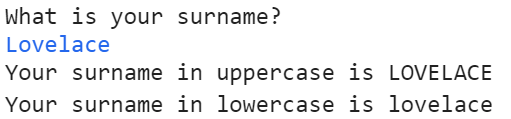 What is your surname?
Lovelace
Your surname in uppercase is LOVELACE
Your surname in lowercase is lovelace